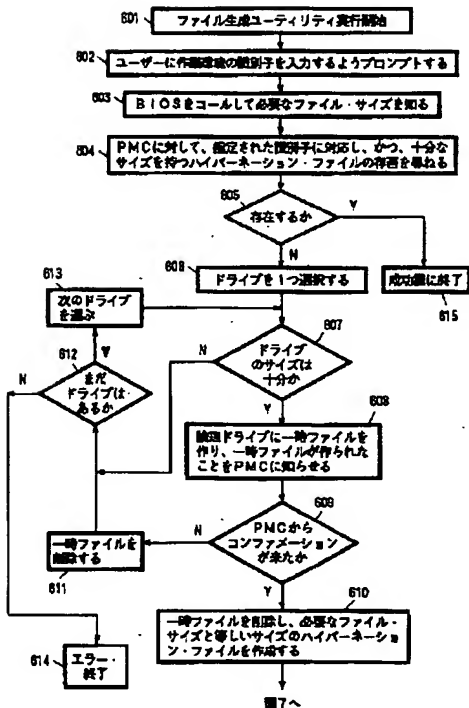 601
ファイル生成ユーティリティ実行開始
602
ユーザーに作業環境の識別子を入力するようプロンプトする
603
BIOSをコールして必要なファイル・サイズを知る
604
PMCに対して、指定された識別子に対応し、かつ、十分な
サイズを持つハイバーネーション・ファイルの存否を尋ねる
605
存在するか
Y
N
成功裡に終了
615
606
ドライブを1つ選択する
613
次のドライブ
を選ぶ
607
ドライブ
のサイズは
十分か
N
Y
612
まだ
ドライブは
あるか
N
Y
608
ドライブに一時ファイルを
作り、一時ファイルが作られた
ことをPMCに知らせる
609
PMCから
コンファメーション
が来たか
N
Y
一時ファイルを
削除する
611
610
一時ファイルを削除し、必要なファイル・
サイズと等しいサイズのハイバーネーショ
ン・ファイルを作成する
614
エラー・
終了
図7へ